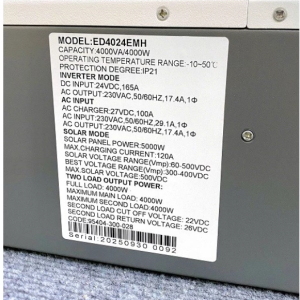 MODEL:ED4024EMH
CAPACITY:4000VA/4000W
OPERATING TEMPERATURE RANGE:-10~50℃
PROTECTION DEGREE:IP21
INVERTER MODE
DC INPUT:24VDC,165A
AC OUTPUT:230VAC,50/60HZ,17.4A,1Φ
AC INPUT
AC CHARGER:27VDC,100A
AC INPUT:230VAC,50/60HZ,29.1A,1Φ
AC OUTPUT:230VAC,50/60HZ,17.4A,1Φ
SOLAR MODE
SOLAR PANEL POWER:5000W
MAX.CHARGING CURRENT:120A
SOLAR VOLTAGE RANGE(Vmp):60-500VDC
BEST VOLTAGE RANGE(Vmp):300-400VDC
MAX.SOLAR VOLTAGE:500VDC
TWO LOAD OUTPUT POWER:
FULL LOAD: 4000W
MAXIMUM MAIN LOAD: 4000W
MAXIMUM SECOND LOAD:4000W
SECOND LOAD CUT OFF VOLTAGE: 22VDC
SECOND LOAD RETURN VOLTAGE: 26VDC
CODE:95404-300-028
Serial:20250930 0092